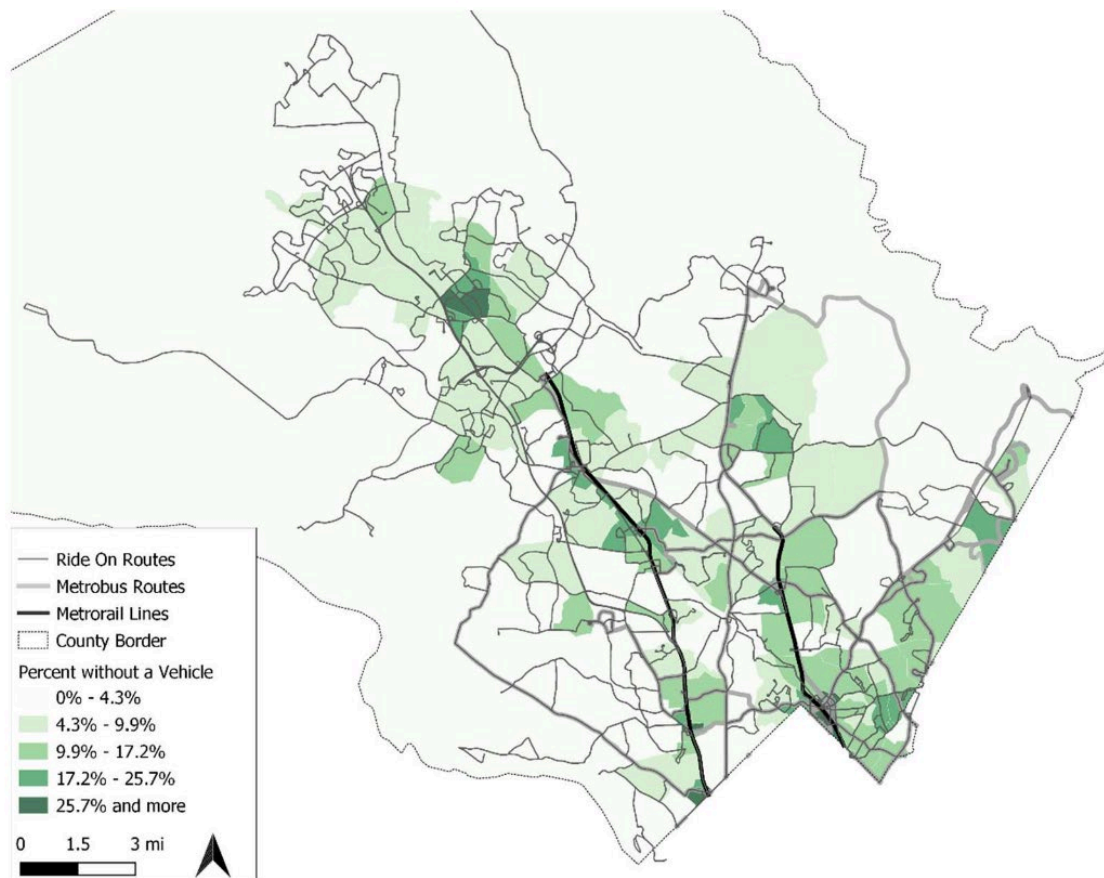 Ride On Routes
Metrobus Routes
Metrorail Lines
County Border
Percent without a Vehicle
0% - 4.3%
4.3% - 9.9%
9.9% - 17.2%
17.2% - 25.7%
25.7% and more
0 1.5 3 mi